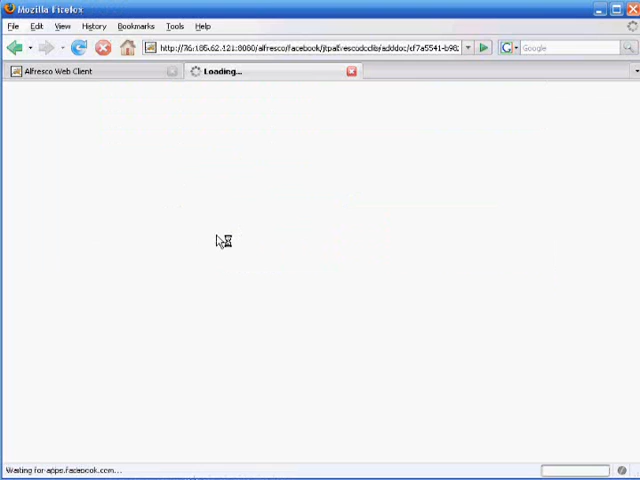 Mozilla Firefox
File Edit View History Bookmarks Tools Help
Google
Alfresco Web Client
Loading...
Waiting for apps.facebook.com...